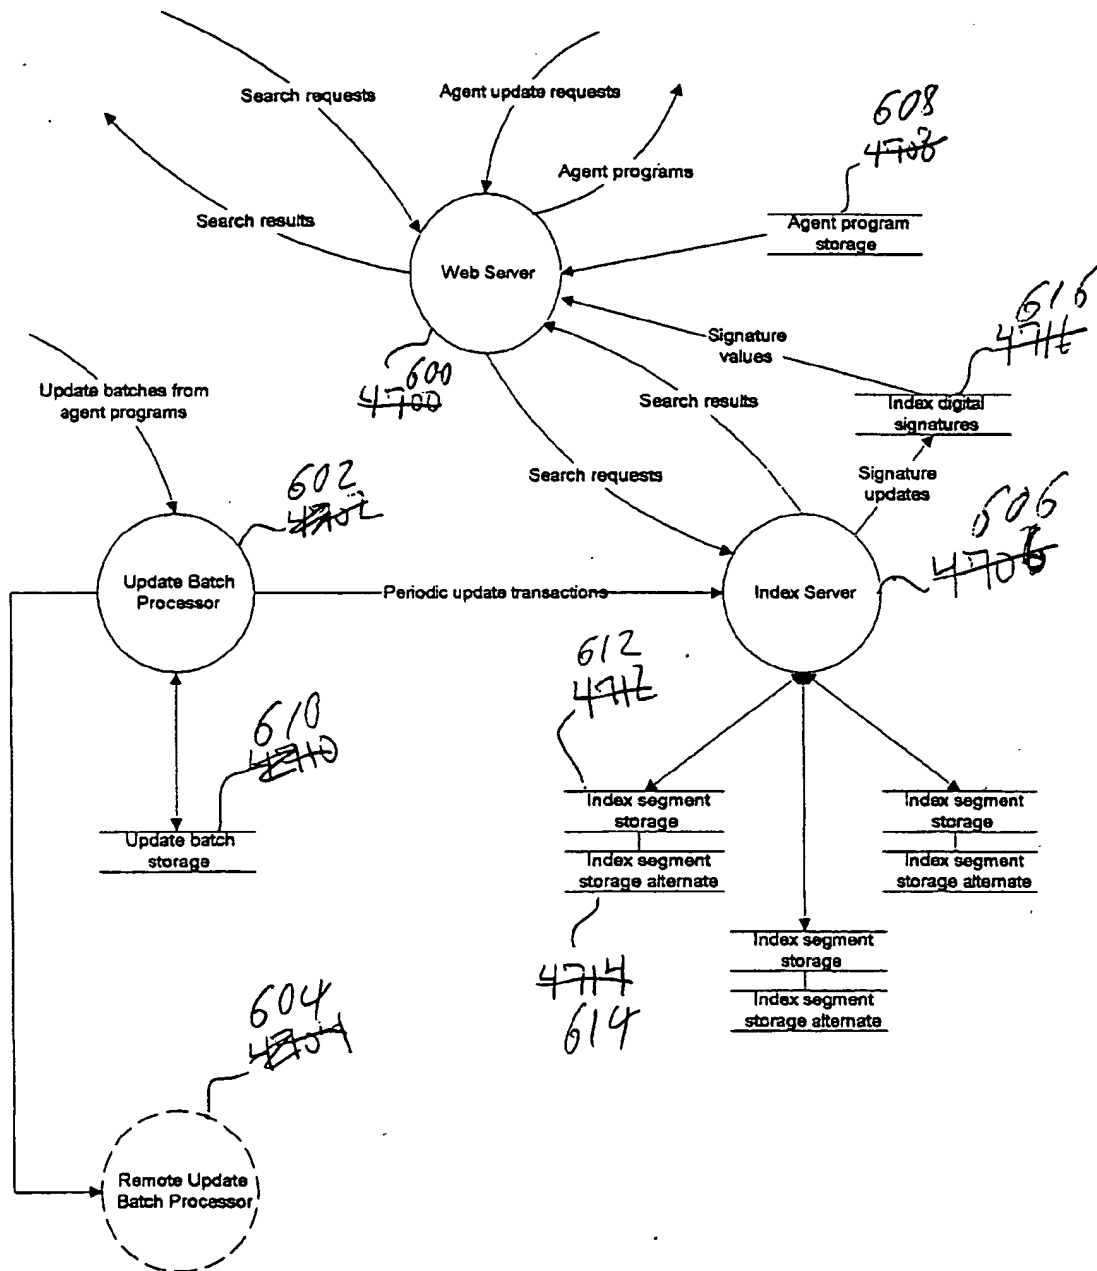 Search requests
Agent update requests
608
4708
Agent programs
Search results
Agent program
storage
Web Server
616
4716
Signature
values
600
4700
Update batches from
agent programs
Search results
Index digital
signatures
Search requests
Signature
updates
602
4702
606
4706
Update Batch
Processor
Periodic update transactions
Index Server
612
4712
610
4710
Index segment
storage
Index segment
storage
Update batch
storage
Index segment
storage alternate
Index segment
storage alternate
Index segment
storage
4714
614
Index segment
storage alternate
604
4704
Remote Update
Batch Processor